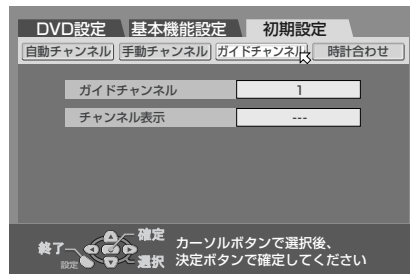 DVD設定 基本機能設定 初期設定
自動チャンネル 手動チャンネル ガイドチャンネル 時計合わせ
ガイドチャンネル 1
チャンネル表示 ---
終了 確定
設定 選択
カーソルボタンで選択後、
決定ボタンで確定してください